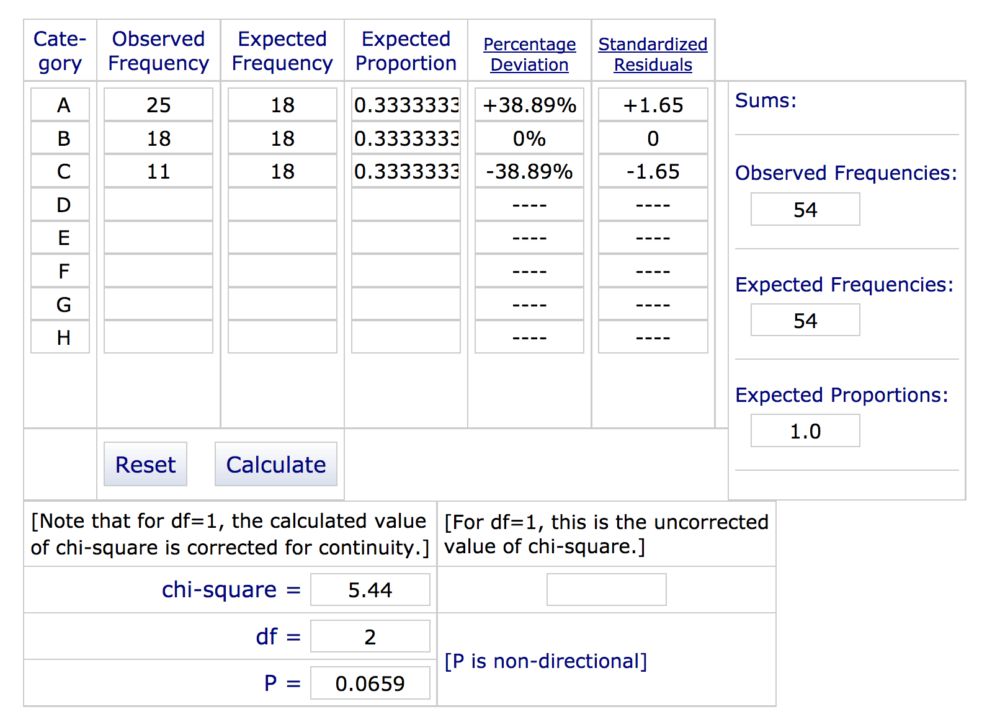 Cate-
gory
Observed
Frequency
Expected
Frequency
Expected
Proportion
Percentage
Deviation
Standardized
Residuals
A 25 18 0.3333333 +38.89% +1.65
B 18 18 0.3333333 0% 0
C 11 18 0.3333333 -38.89% -1.65
D ---- ----
E ---- ----
F ---- ----
G ---- ----
H ---- ----
Sums:
Observed Frequencies:
54
Expected Frequencies:
54
Expected Proportions:
1.0
Reset Calculate
[Note that for df=1, the calculated value
of chi-square is corrected for continuity.]
[For df=1, this is the uncorrected
value of chi-square.]
chi-square = 5.44
df = 2
P = 0.0659
[P is non-directional]